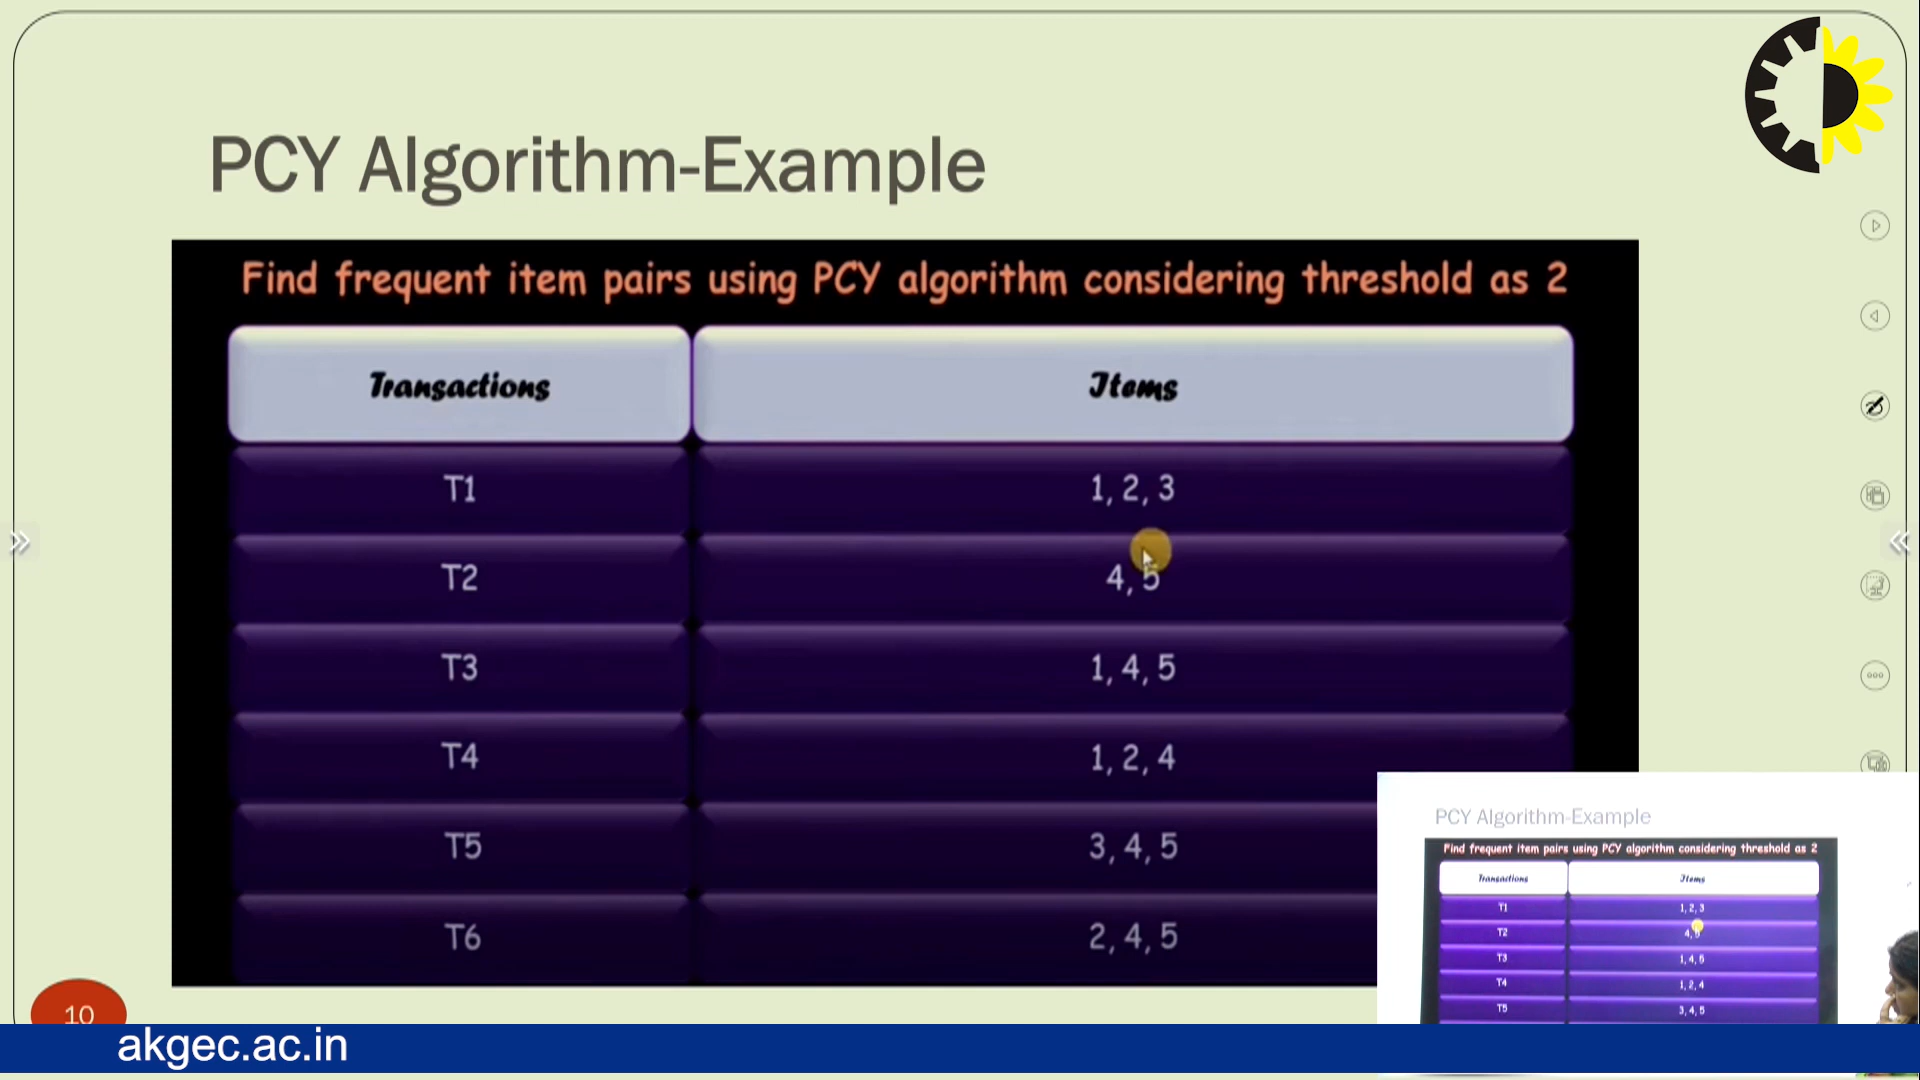 PCY Algorithm-Example
Find frequent item pairs using PCY algorithm considering threshold as 2
Transactions Items
T1 1, 2, 3
T2 4, 5
T3 1, 4, 5
T4 1, 2, 4
T5 3, 4, 5
T6 2, 4, 5
PCY Algorithm-Example
Find frequent item pairs using PCY algorithm considering threshold as 2
Transactions Items
T1 1, 2, 3
T2 4, 5
T3 1, 4, 5
T4 1, 2, 4
T5 3, 4, 5
10
akgec.ac.in